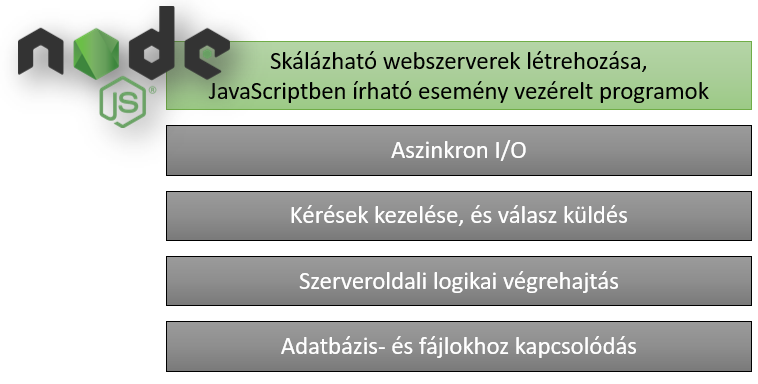 node
JS®
Skálázható webszerverek létrehozása,
JavaScriptben írható esemény vezérelt programok
Aszinkron I/O
Kérések kezelése, és válasz küldés
Szerveroldali logikai végrehajtás
Adatbázis- és fájlokhoz kapcsolódás